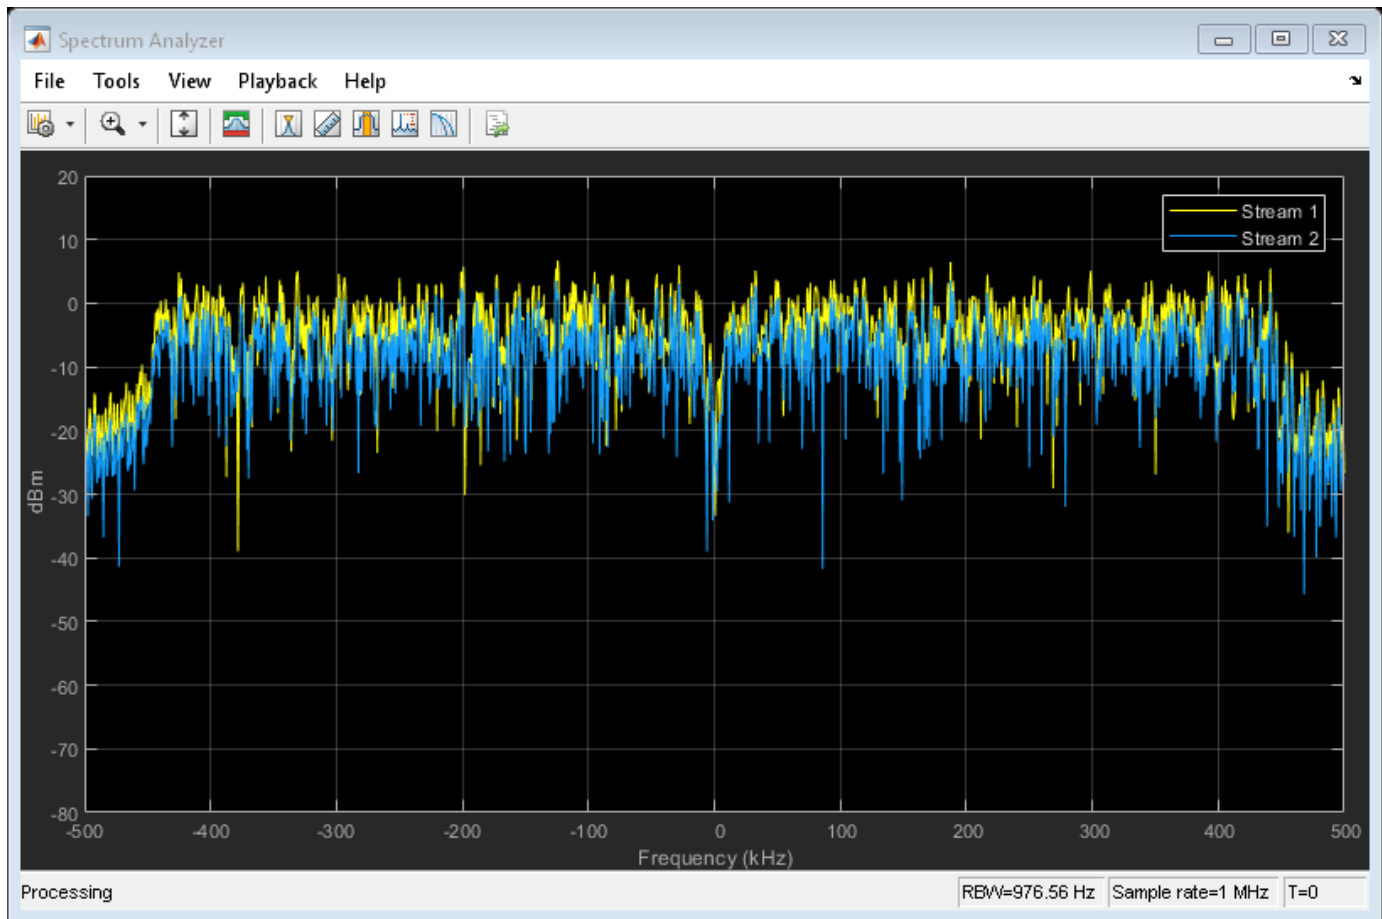 Spectrum Analyzer
File Tools View Playback Help
20
10
0
-10
-20
-30
-40
-50
-60
-70
-80
dBm
Stream 1
Stream 2
-500 -400 -300 -200 -100 0 100 200 300 400 500
Frequency (kHz)
Processing RBW=976.56 Hz Sample rate=1 MHz T=0